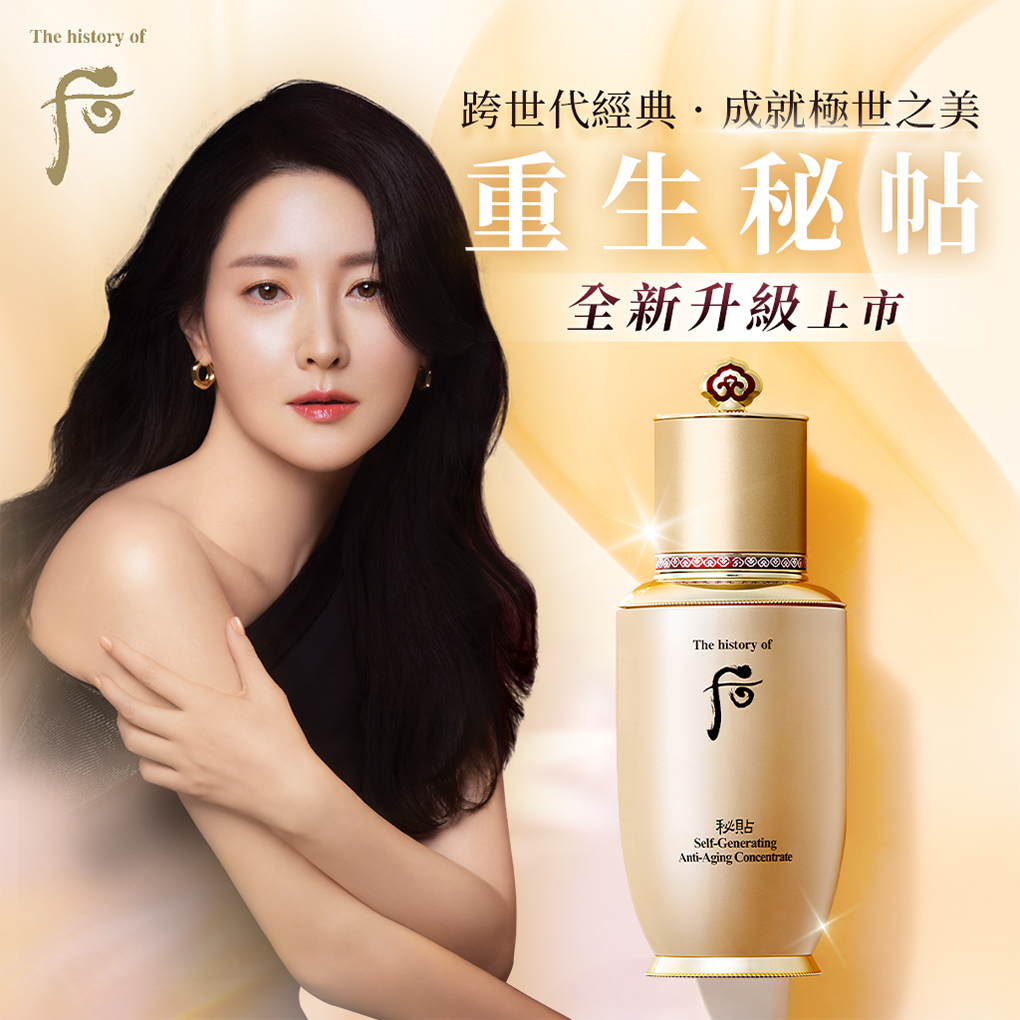 The history of
后
跨世代經典・成就極世之美
重生秘帖
全新升級上市
The history of
后
秘貼
Self-Generating
Anti-Aging Concentrate